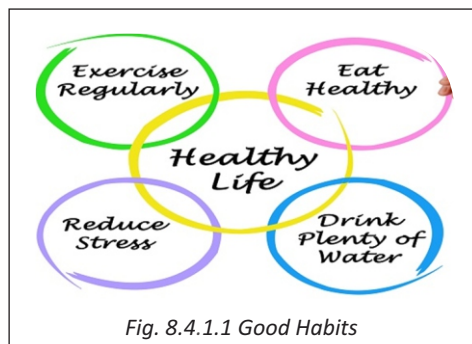 Exercise
Regularly
Eat
Healthy
Healthy
Life
Reduce
Stress
Drink
Plenty of
Water
Fig. 8.4.1.1 Good Habits